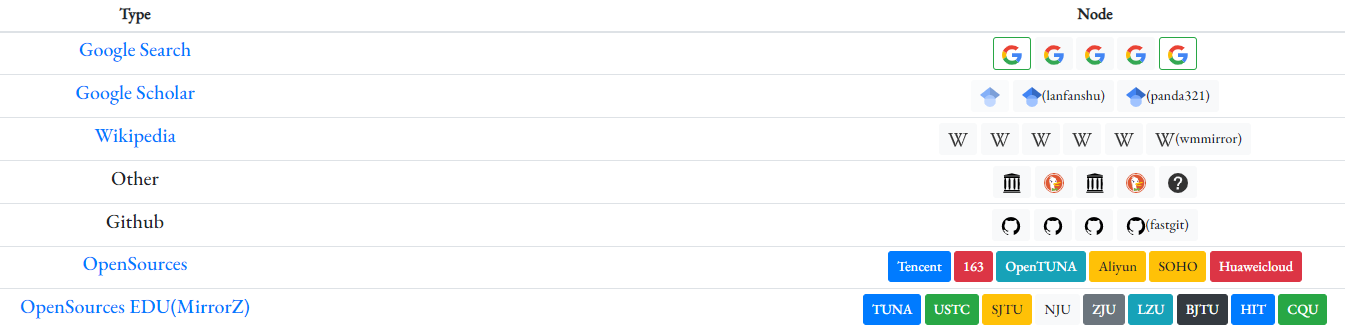 Type Node
Google Search
Google Scholar (lanfanshu) (panda321)
Wikipedia W W W W W W(wmmirror)
Other ?
Github (fastgit)
OpenSources Tencent 163 OpenTUNA Aliyun SOHO Huaweicloud
OpenSources EDU(MirrorZ) TUNA USTC SJTU NJU ZJU LZU BJTU HIT CQU